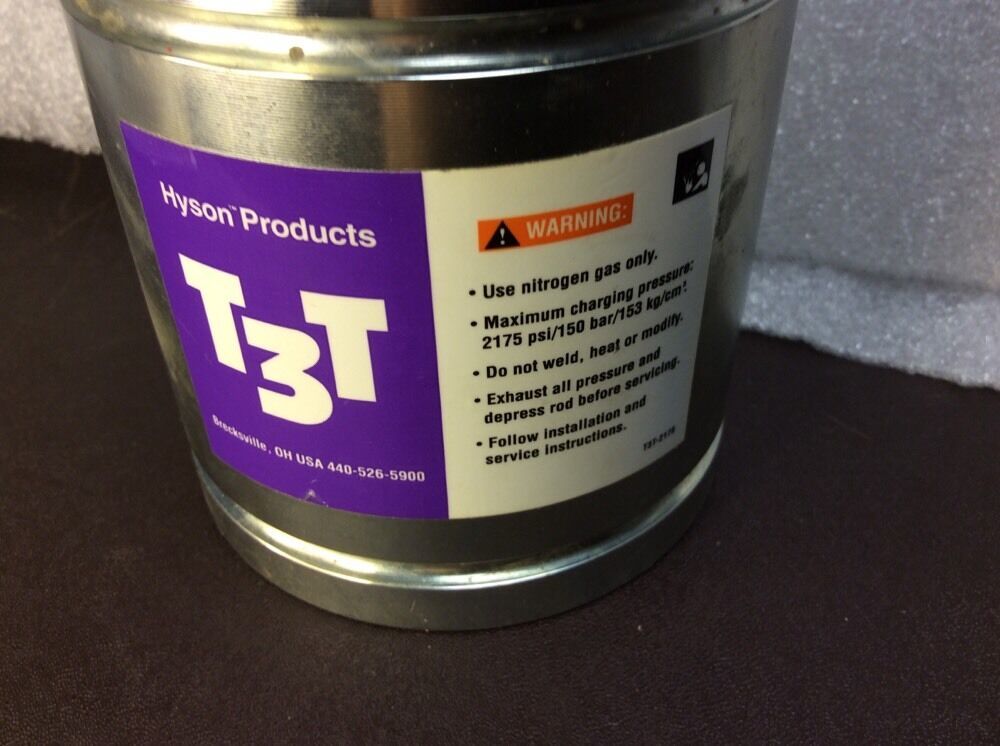 Hyson™ Products
T3T
Brecksville, OH USA 440-526-5900
WARNING:
• Use nitrogen gas only.
• Maximum charging pressure:
2175 psi/150 bar/153 kg/cm²
• Do not weld, heat or modify.
• Exhaust all pressure and
depress rod before servicing.
• Follow installation and
service instructions.